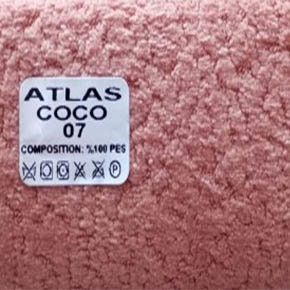 ATLAS
COCO
07
COMPOSITION: %100 PES
P